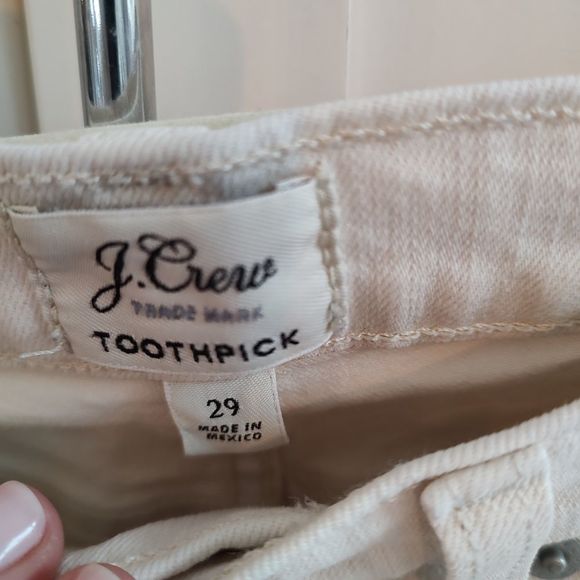 J.Crew
TRADE MARK
TOOTHPICK
29
MADE IN
MEXICO